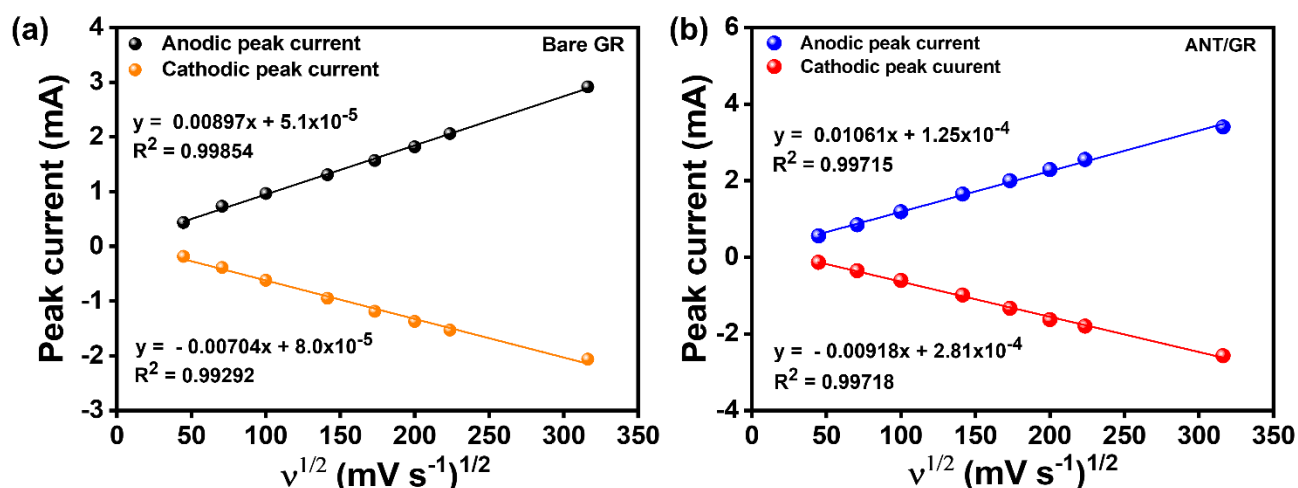 (a)
Anodic peak current
Bare GR
Cathodic peak current
y = 0.00897x + 5.1x10⁻⁵
R² = 0.99854
y = - 0.00704x + 8.0x10⁻⁵
R² = 0.99292
Peak current (mA)
4
3
2
1
0
-1
-2
-3
0 50 100 150 200 250 300 350
ν¹/² (mV s⁻¹)¹/²
(b)
Anodic peak current
ANT/GR
Cathodic peak cuurent
y = 0.01061x + 1.25x10⁻⁴
R² = 0.99715
y = - 0.00918x + 2.81x10⁻⁴
R² = 0.99718
Peak current (mA)
6
4
2
0
-2
-4
0 50 100 150 200 250 300 350
ν¹/² (mV s⁻¹)¹/²